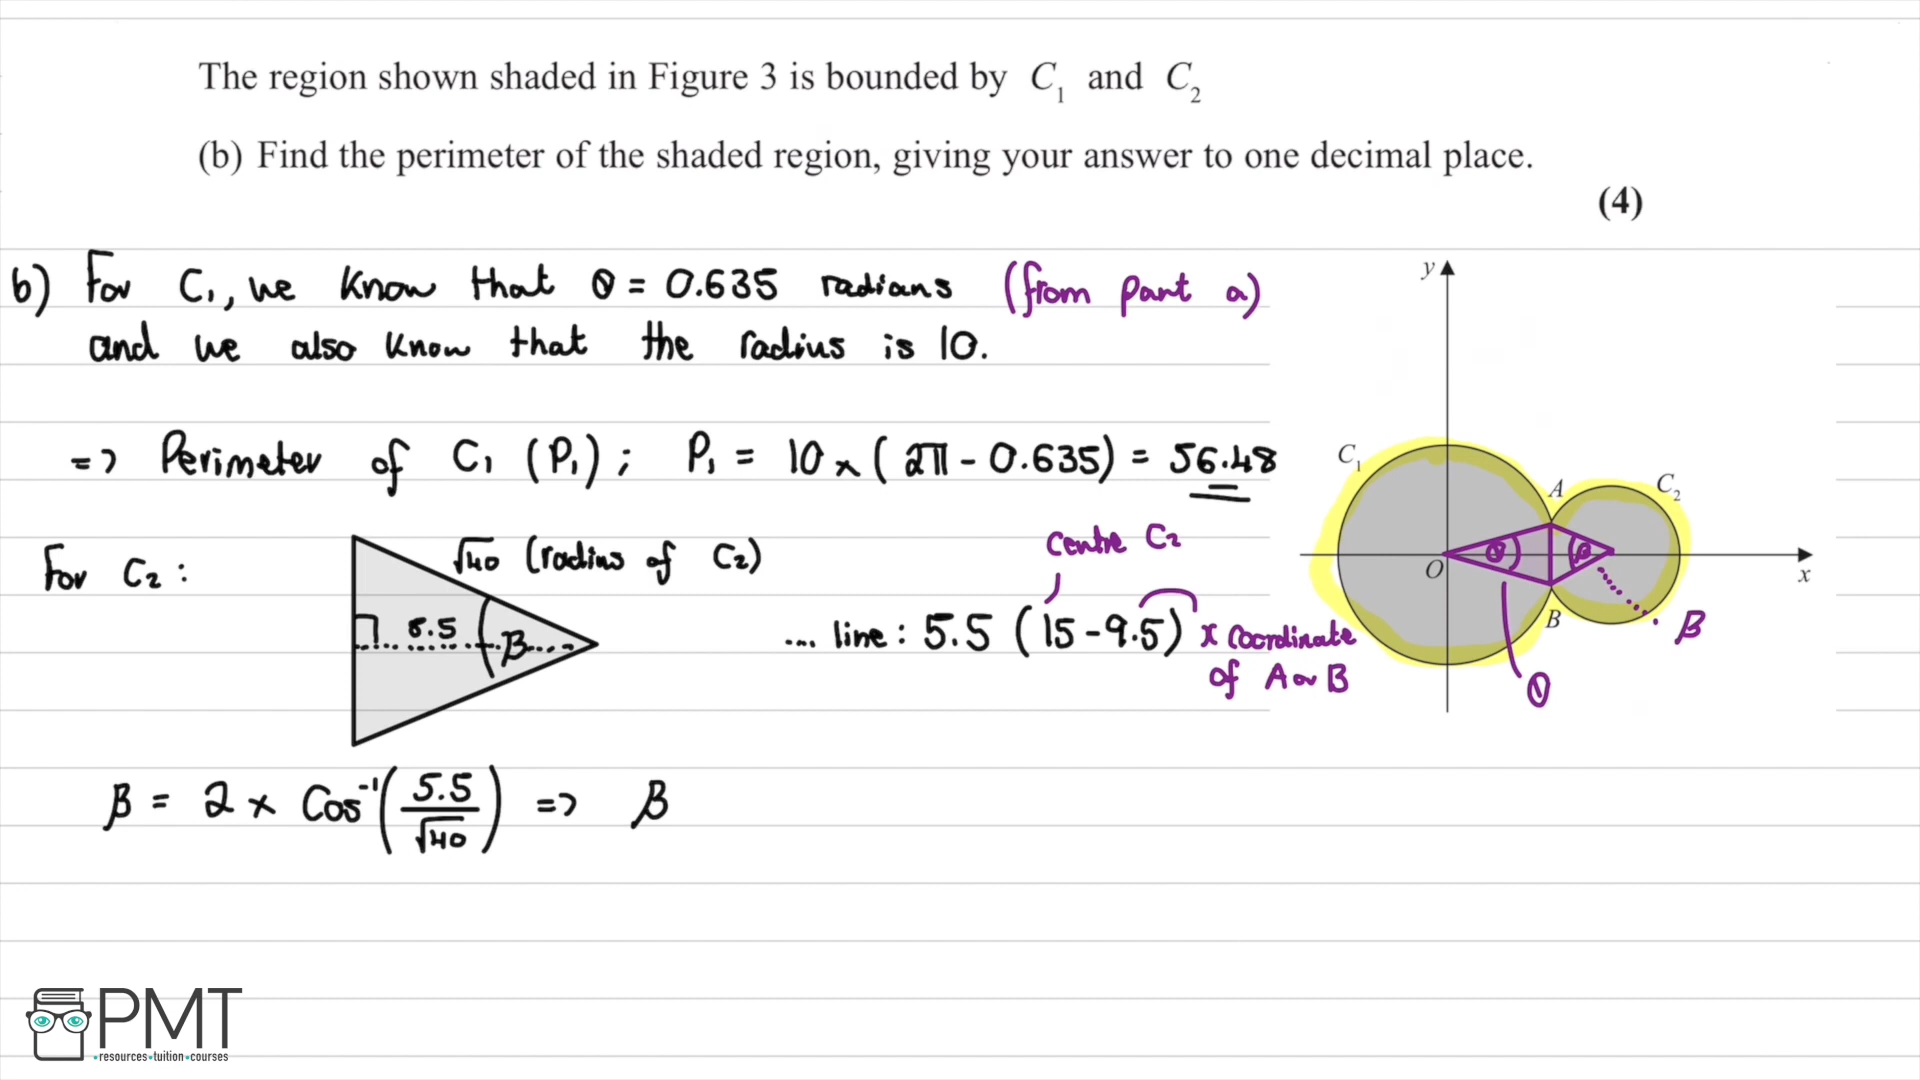 The region shown shaded in Figure 3 is bounded by C₁ and C₂
(b) Find the perimeter of the shaded region, giving your answer to one decimal place.
(4)
b) For C₁, we know that θ = 0.635 radians (from part a)
and we also know that the radius is 10.
=> Perimeter of C₁ (P₁); P₁ = 10 × (2π - 0.635) = 56.48
For C₂ :
√40 (radius of C₂)
5.5
β
centre C₂
.... line : 5.5 (15 - 9.5) x coordinate
of A or B
β = 2 × Cos⁻¹(5.5/√40) => β
y
C₁
A
C₂
θ
β
O
x
B
β
θ
PMT
resources•tuition•courses